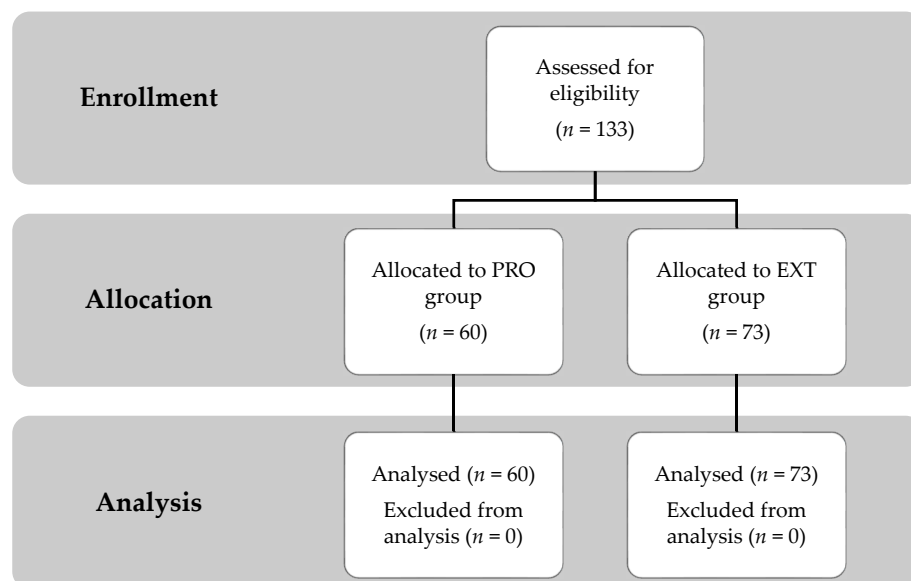 Enrollment
Assessed for
eligibility
(n = 133)
Allocation
Allocated to PRO
group
(n = 60)
Allocated to EXT
group
(n = 73)
Analysis
Analysed (n = 60)
Excluded from
analysis (n = 0)
Analysed (n = 73)
Excluded from
analysis (n = 0)